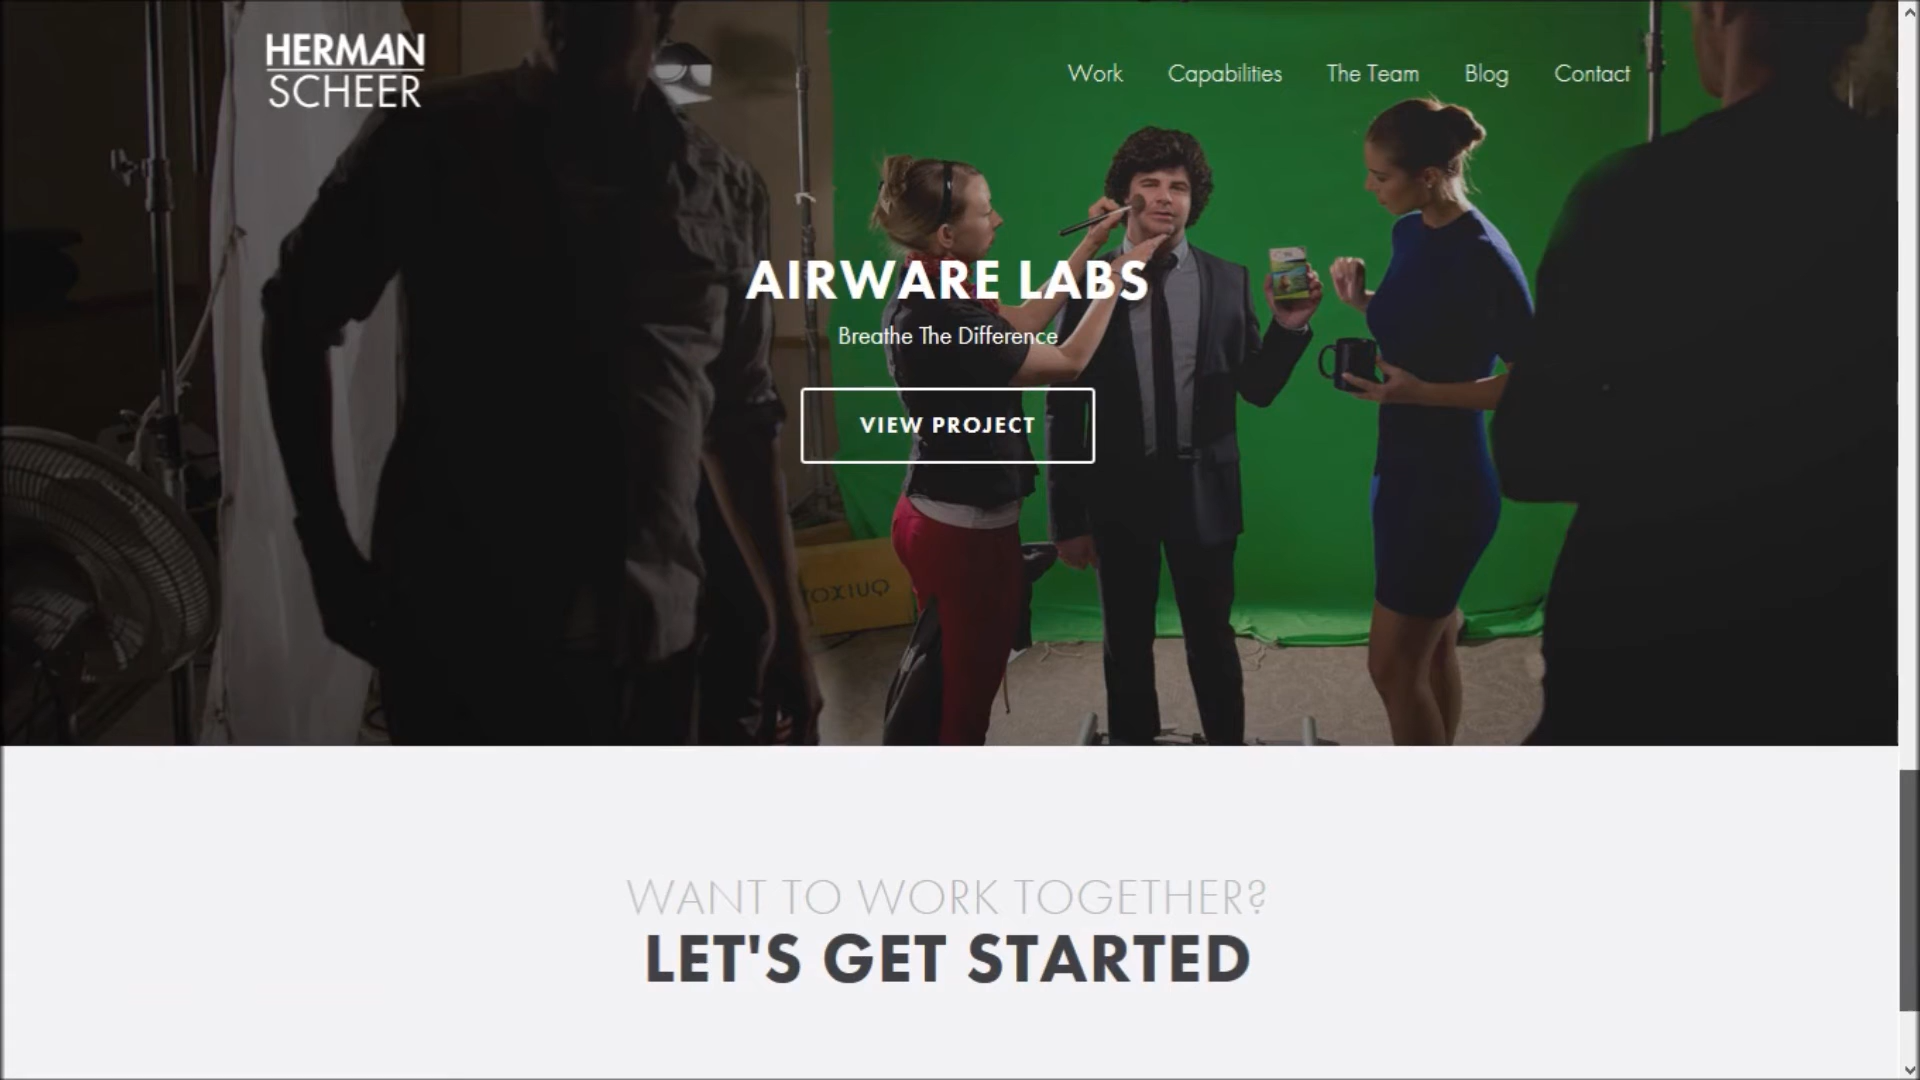 HERMAN
SCHEER
Work
Capabilities
The Team
Blog
Contact
AIRWARE LABS
Breathe The Difference
VIEW PROJECT
QUIXOT
WANT TO WORK TOGETHER?
LET'S GET STARTED